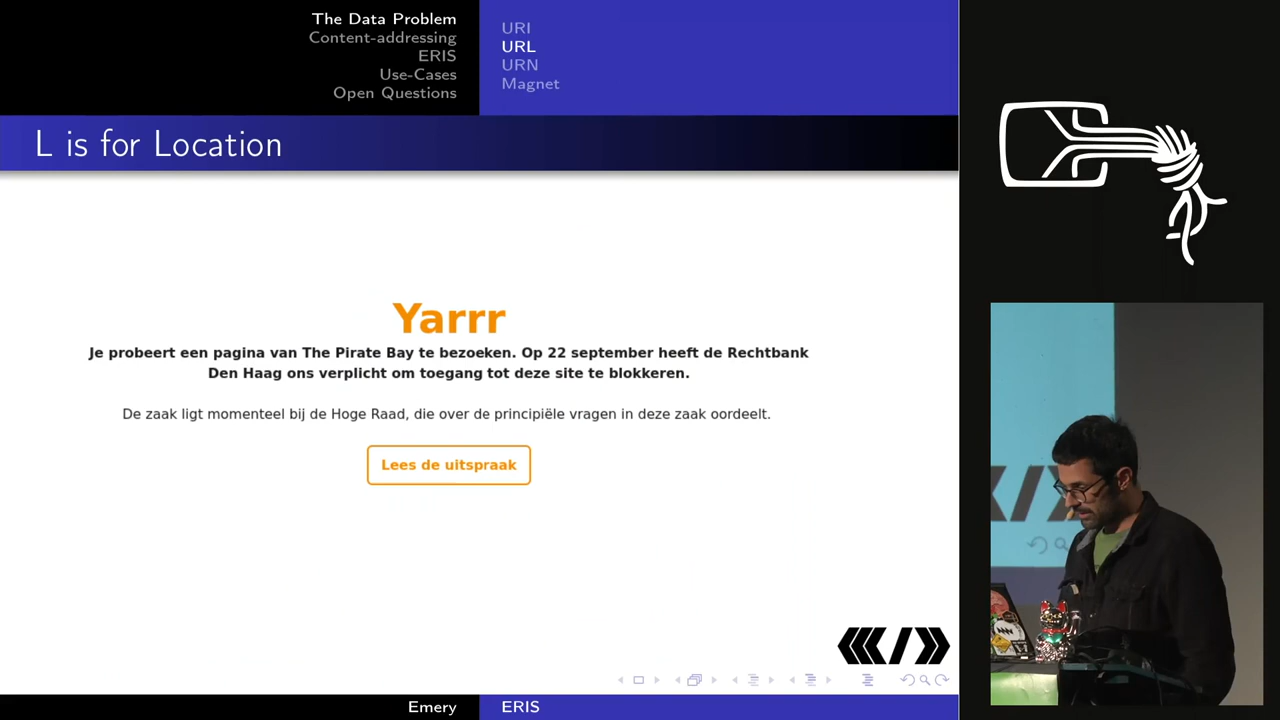 The Data Problem
Content-addressing
ERIS
Use-Cases
Open Questions
URI
URL
URN
Magnet
L is for Location
Yarrr
Je probeert een pagina van The Pirate Bay te bezoeken. Op 22 september heeft de Rechtbank
Den Haag ons verplicht om toegang tot deze site te blokkeren.
De zaak ligt momenteel bij de Hoge Raad, die over de principiële vragen in deze zaak oordeelt.
Lees de uitspraak
Emery
ERIS